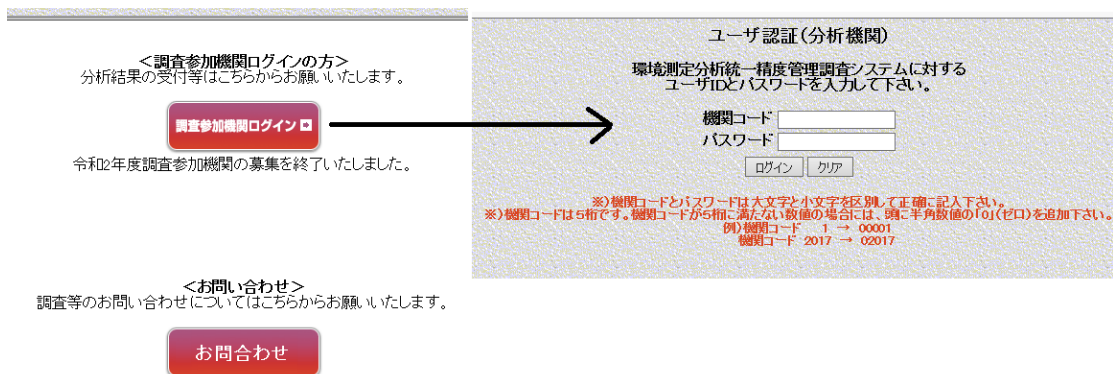 <調査参加機関ログインの方>
分析結果の受付等はこちらからお願いいたします。
調査参加機関ログイン
令和2年度調査参加機関の募集を終了いたしました。
<お問い合わせ>
調査等のお問い合わせについてはこちらからお願いいたします。
お問合わせ
ユーザ認証(分析機関)
環境測定分析統一精度管理調査システムに対する
ユーザIDとパスワードを入力して下さい。
機関コード
パスワード
ログイン クリア
※)機関コードとパスワードは大文字と小文字を区別して正確に記入下さい。
※)機関コードは5桁です。機関コードが5桁に満たない数値の場合には、頭に半角数値の「0」(ゼロ)を追加下さい。
例)機関コード 1 → 00001
機関コード 2017 → 02017